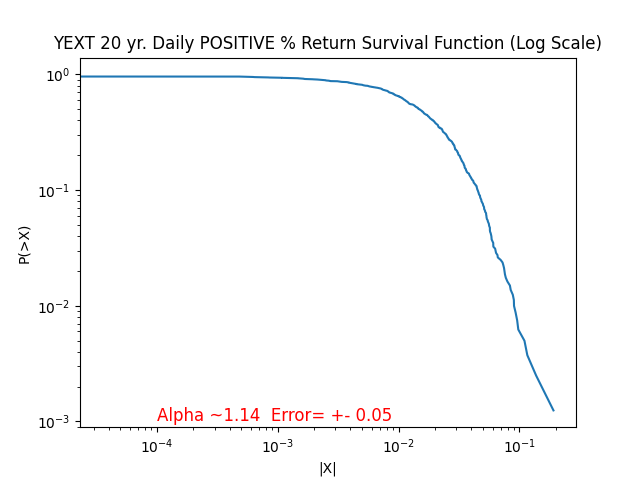 YEXT 20 yr. Daily POSITIVE % Return Survival Function (Log Scale)
P(>X)
10⁰
10⁻¹
10⁻²
10⁻³
Alpha ~1.14  Error= +- 0.05
10⁻⁴
10⁻³
10⁻²
10⁻¹
|X|